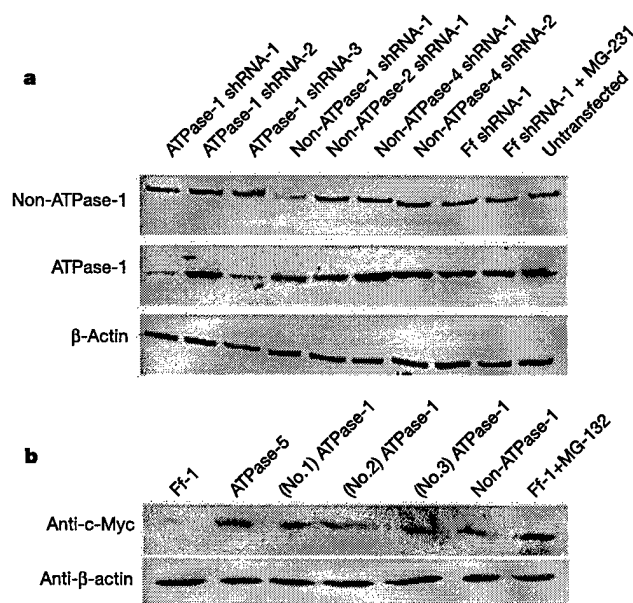 a
ATPase-1 shRNA-1
ATPase-1 shRNA-2
ATPase-1 shRNA-3
Non-ATPase-1 shRNA-1
Non-ATPase-2 shRNA-1
Non-ATPase-4 shRNA-1
Non-ATPase-4 shRNA-2
Ff shRNA-1
Ff shRNA-1 + MG-231
Untransfected
Non-ATPase-1
ATPase-1
β-Actin
b
Ff-1
ATPase-5
(No.1) ATPase-1
(No.2) ATPase-1
(No.3) ATPase-1
Non-ATPase-1
Ff-1+MG-132
Anti-c-Myc
Anti-β-actin